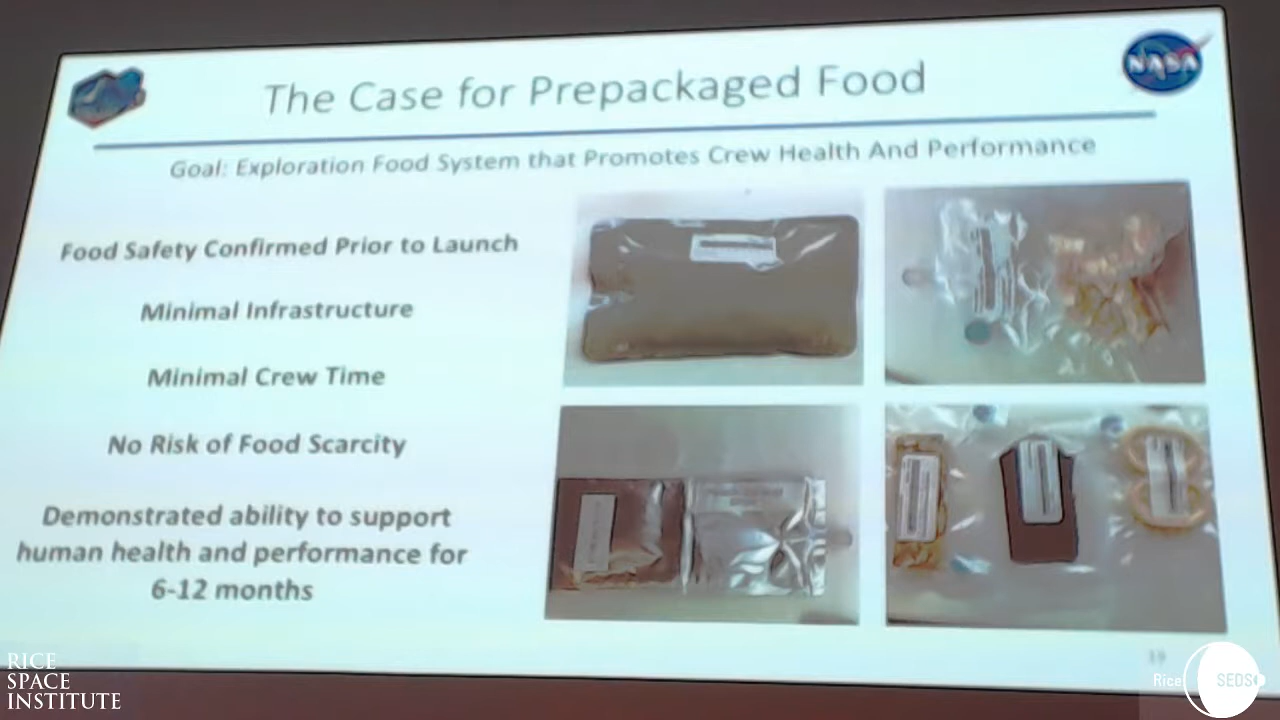 The Case for Prepackaged Food
NASA
Goal: Exploration Food System that Promotes Crew Health And Performance
Food Safety Confirmed Prior to Launch
Minimal Infrastructure
Minimal Crew Time
No Risk of Food Scarcity
Demonstrated ability to support
human health and performance for
6-12 months
RICE
SPACE
INSTITUTE
Rice SEDS